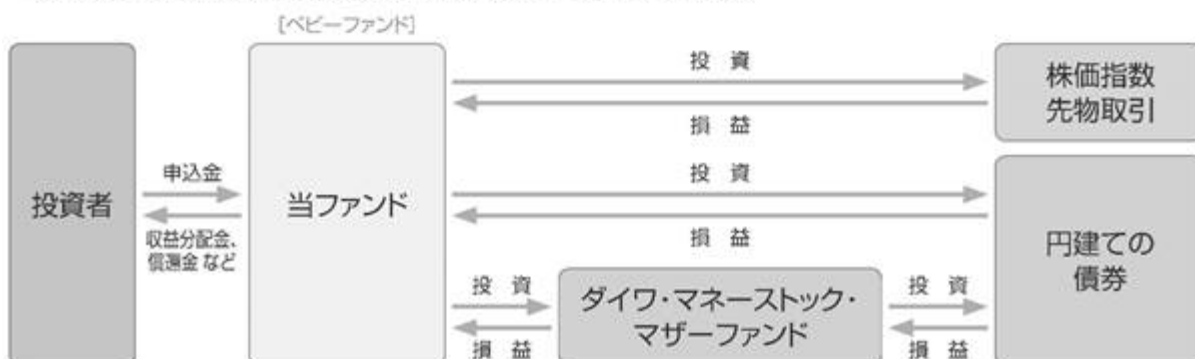 [ベビーファンド]
投資者
申込金
収益分配金、
償還金 など
当ファンド
投 資
損 益
株価指数
先物取引
投 資
損 益
円建ての
債券
投 資
損 益
ダイワ・マネーストック・
マザーファンド
投 資
損 益